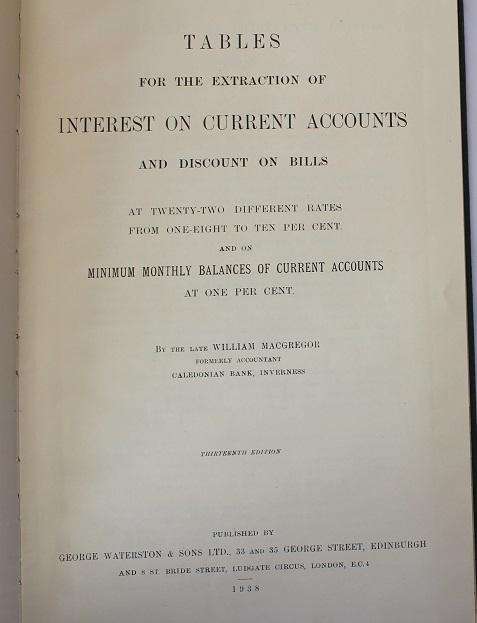 TABLES
FOR THE EXTRACTION OF
INTEREST ON CURRENT ACCOUNTS
AND DISCOUNT ON BILLS
AT TWENTY-TWO DIFFERENT RATES
FROM ONE-EIGHT TO TEN PER CENT.
AND ON
MINIMUM MONTHLY BALANCES OF CURRENT ACCOUNTS
AT ONE PER CENT.
BY THE LATE WILLIAM MACGREGOR
FORMERLY ACCOUNTANT
CALEDONIAN BANK, INVERNESS
THIRTEENTH EDITION
PUBLISHED BY
GEORGE WATERSTON & SONS LTD. 33 AND 35 GEORGE STREET, EDINBURGH
AND 8 ST. BRIDE STREET, LUDGATE CIRCUS, LONDON, E.C.4
1938